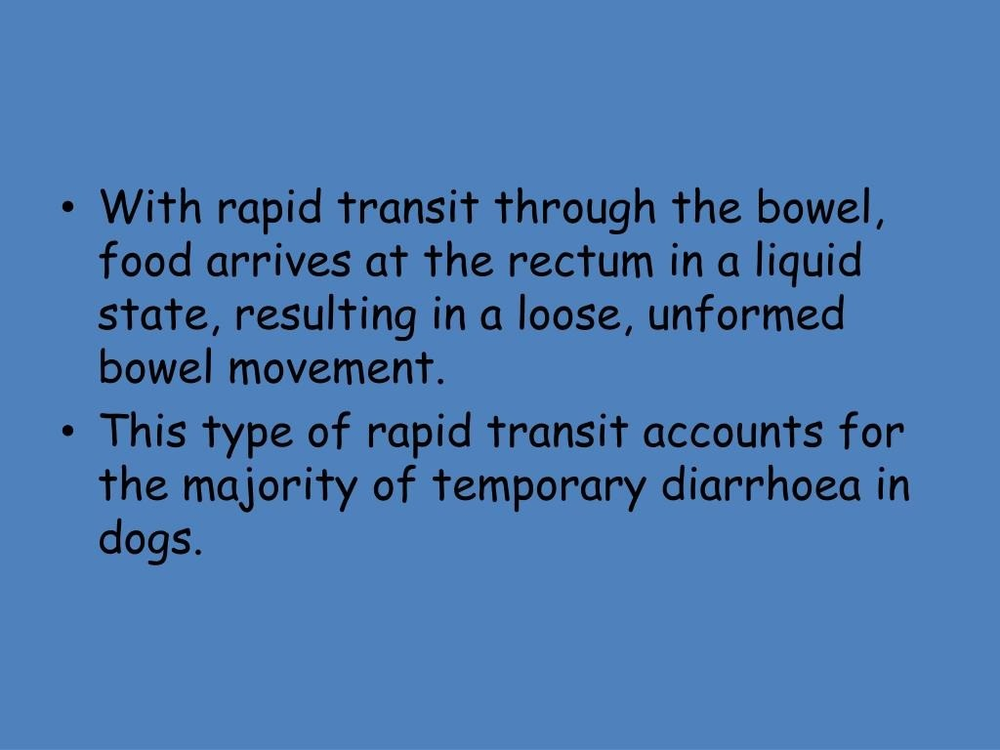 • With rapid transit through the bowel,
food arrives at the rectum in a liquid
state, resulting in a loose, unformed
bowel movement.
• This type of rapid transit accounts for
the majority of temporary diarrhoea in
dogs.